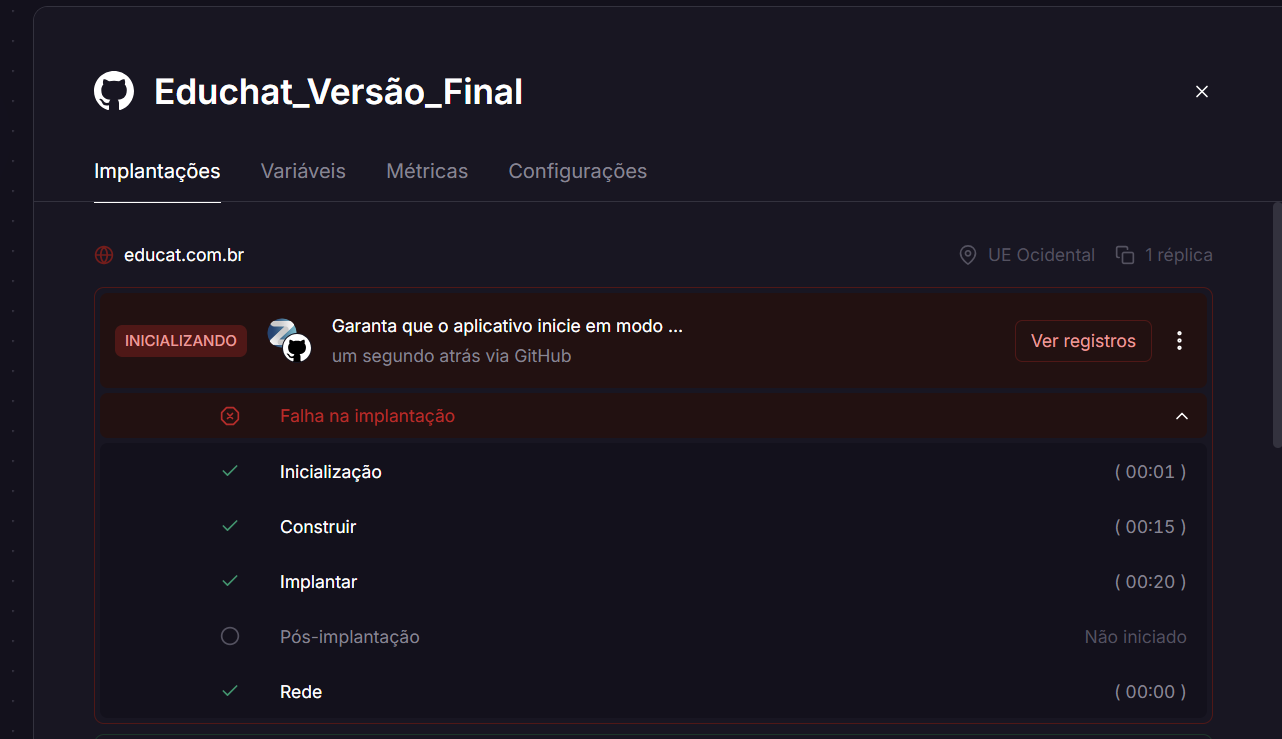 Educhat_Versão_Final
Implantações Variáveis Métricas Configurações
educat.com.br UE Ocidental 1 réplica
INICIALIZANDO Garanta que o aplicativo inicie em modo ... Ver registros
um segundo atrás via GitHub
Falha na implantação
Inicialização ( 00:01 )
Construir ( 00:15 )
Implantar ( 00:20 )
Pós-implantação Não iniciado
Rede ( 00:00 )